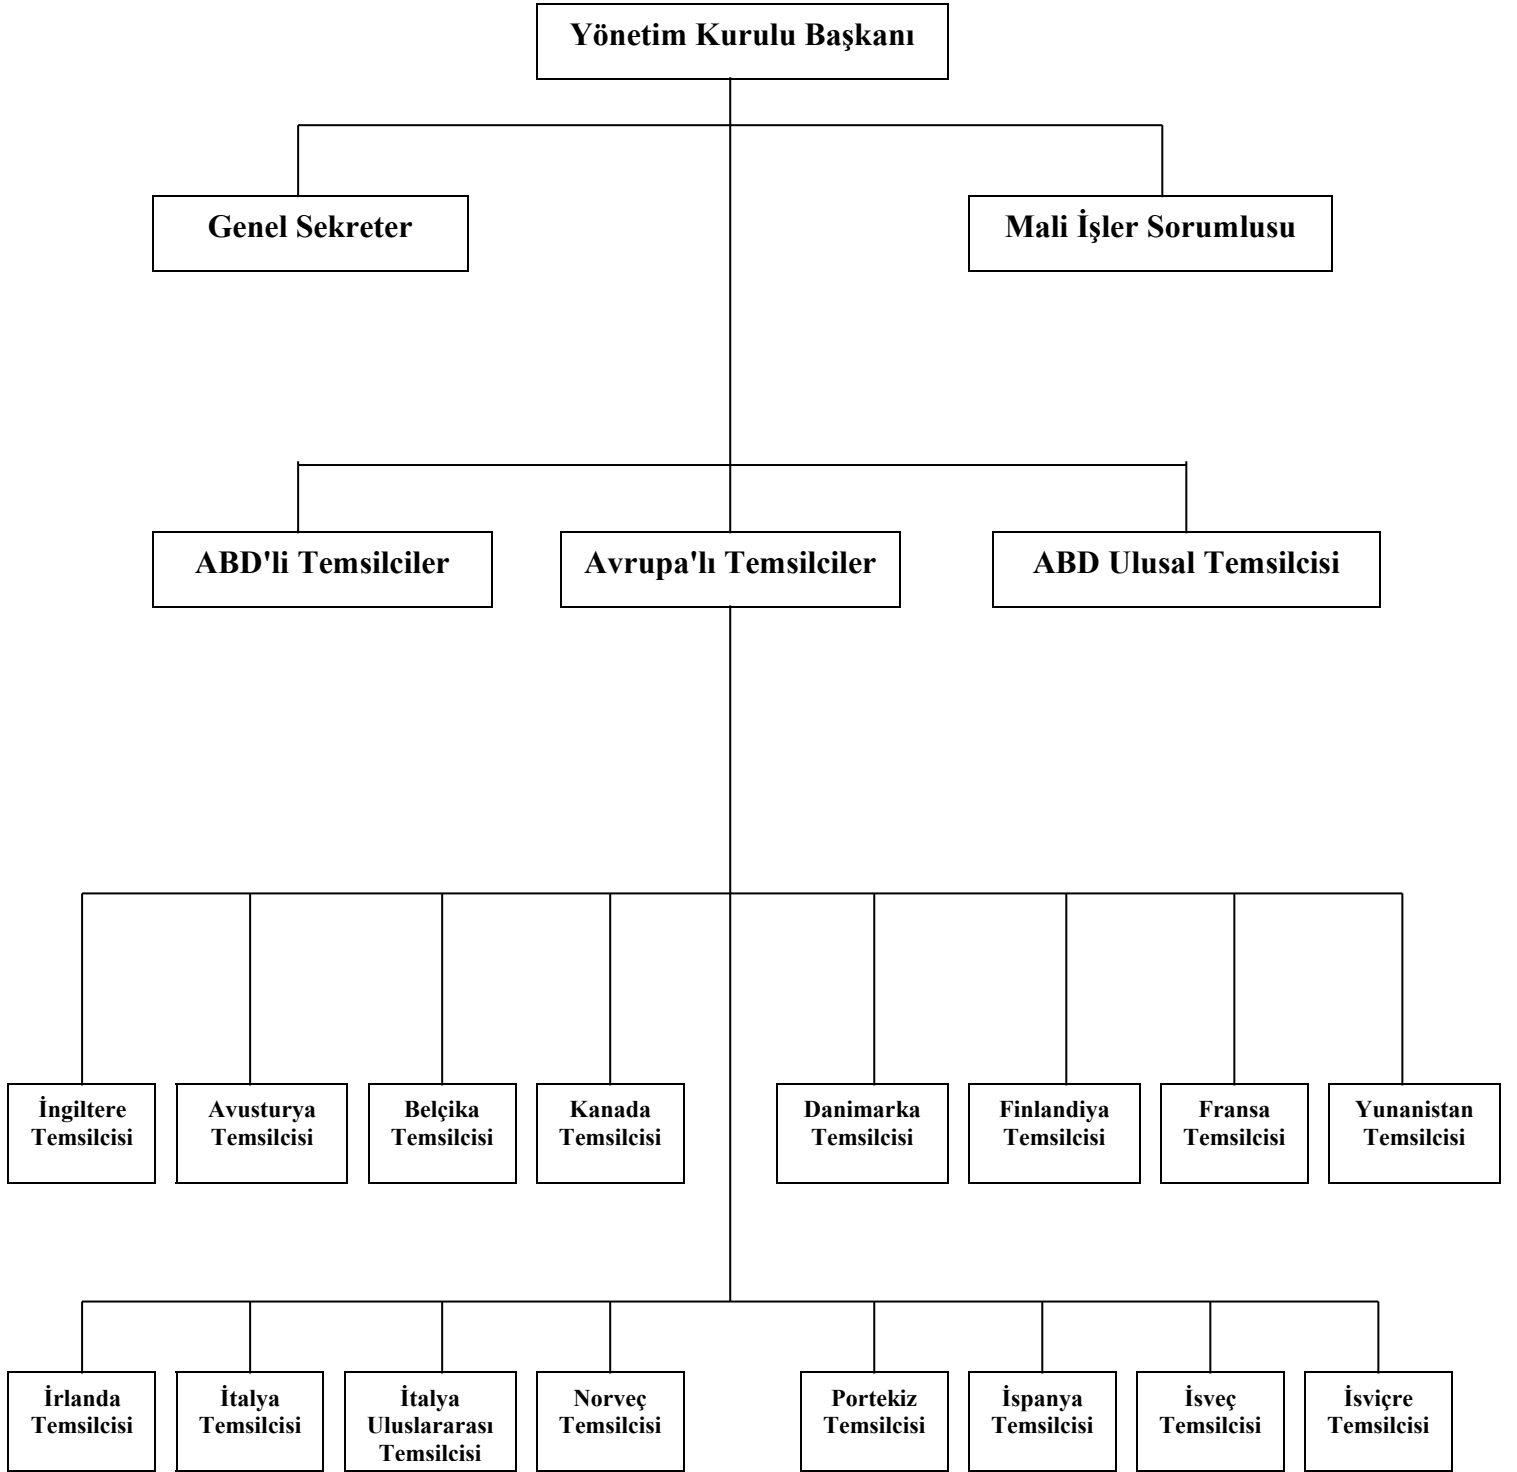 Yönetim Kurulu Başkanı
Genel Sekreter
Mali İşler Sorumlusu
ABD'li Temsilciler
Avrupa'lı Temsilciler
ABD Ulusal Temsilcisi
İngiltere
Temsilcisi
Avusturya
Temsilcisi
Belçika
Temsilcisi
Kanada
Temsilcisi
Danimarka
Temsilcisi
Finlandiya
Temsilcisi
Fransa
Temsilcisi
Yunanistan
Temsilcisi
İrlanda
Temsilcisi
İtalya
Temsilcisi
İtalya
Uluslararası
Temsilcisi
Norveç
Temsilcisi
Portekiz
Temsilcisi
İspanya
Temsilcisi
İsveç
Temsilcisi
İsviçre
Temsilcisi